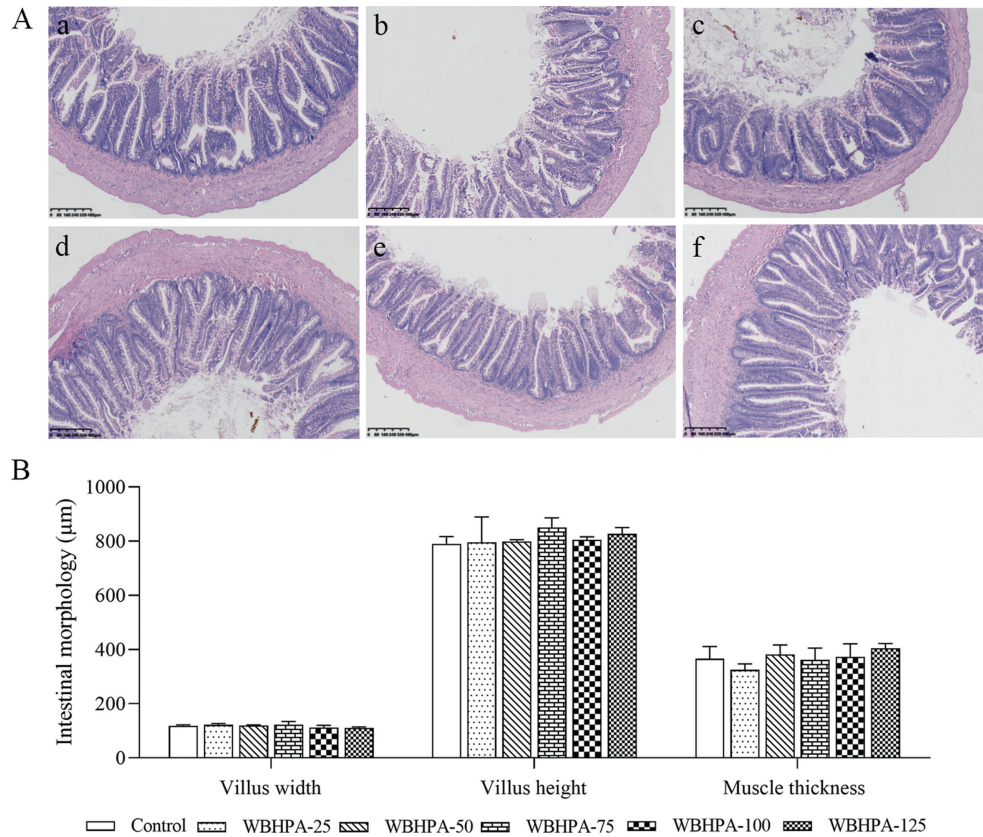 A
a
b
c
d
e
f
B
Intestinal morphology (μm)
1000
800
600
400
200
0
Villus width
Villus height
Muscle thickness
Control
WBHPA-25
WBHPA-50
WBHPA-75
WBHPA-100
WBHPA-125